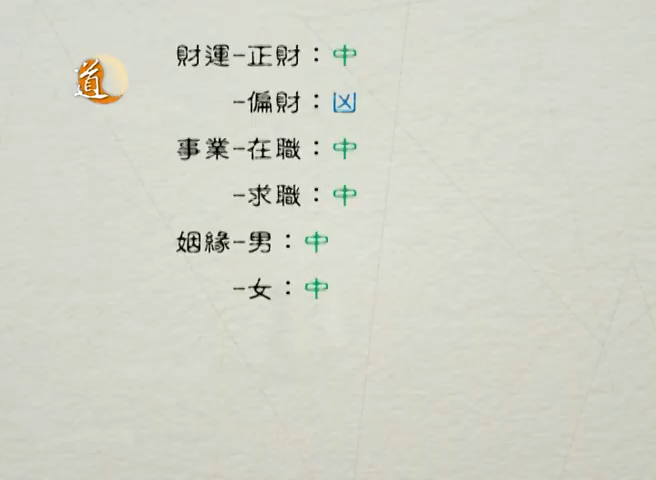 道
財運-正財：中
-偏財：凶
事業-在職：中
-求職：中
姻緣-男：中
-女：中